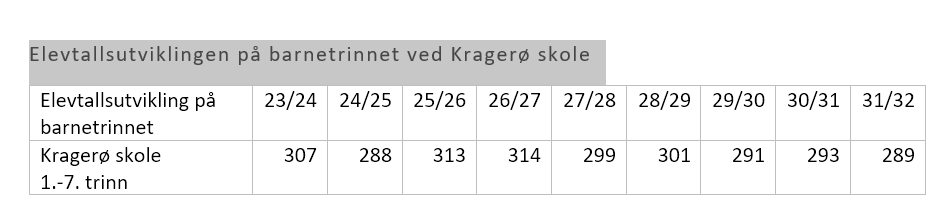 Elevtallsutviklingen på barnetrinnet ved Kragerø skole
Elevtallsutvikling på barnetrinnet 23/24 24/25 25/26 26/27 27/28 28/29 29/30 30/31 31/32
Kragerø skole 1.-7. trinn 307 288 313 314 299 301 291 293 289